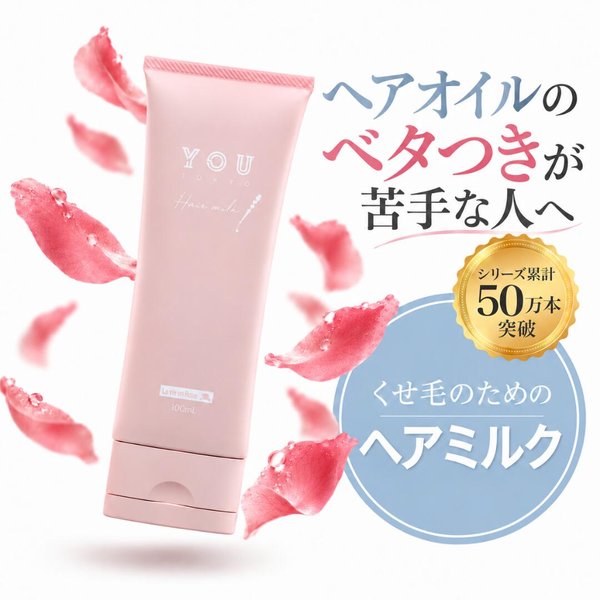 ヘアオイルの
ベタつきが
苦手な人へ
シリーズ累計
50万本
突破
くせ毛のための
ヘアミルク
YOU
TOKYO
Hair milk
100mL